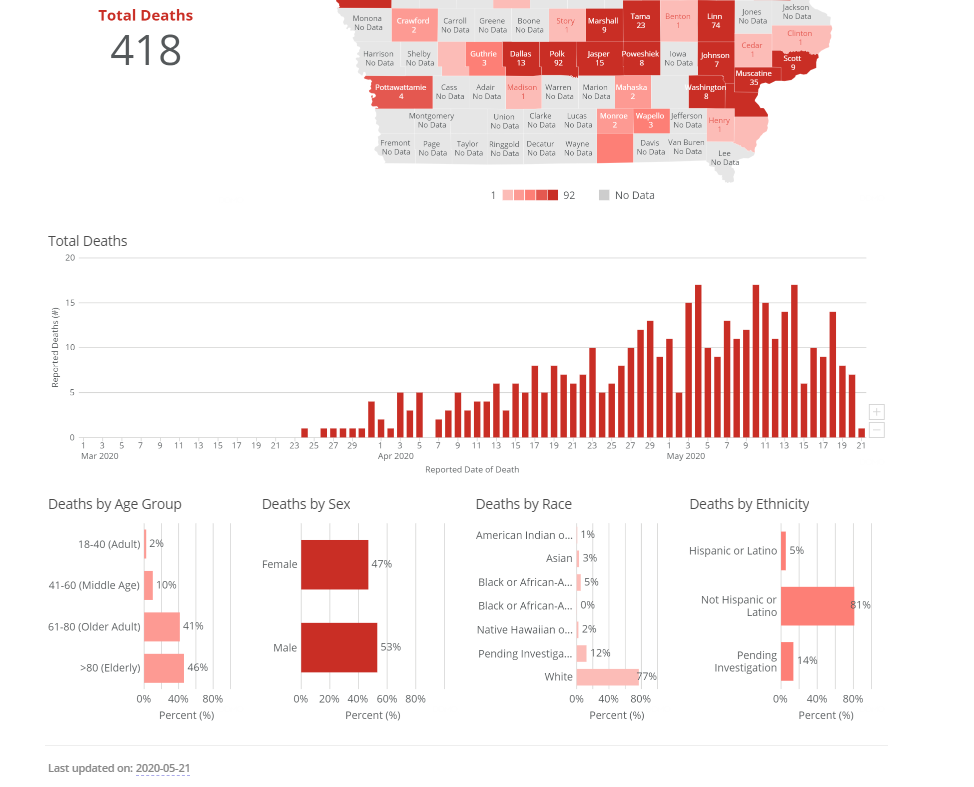 Total Deaths
418
Jones
No Data
Jackson
No Data
Monona
No Data
Crawford
2
Carroll
No Data
Greene
No Data
Boone
No Data
Story
1
Marshall
9
Tama
23
Benton
1
Linn
74
Clinton
1
Harrison
No Data
Shelby
No Data
Guthrie
3
Dallas
13
Polk
92
Jasper
15
Poweshiek
8
Iowa
No Data
Johnson
7
Cedar
1
Scott
9
Muscatine
35
Pottawattamie
4
Cass
No Data
Adair
No Data
Madison
1
Warren
No Data
Marion
No Data
Mahaska
2
Washington
8
Montgomery
No Data
Union
No Data
Clarke
No Data
Lucas
No Data
Monroe
2
Wapello
3
Jefferson
No Data
Henry
1
Fremont
No Data
Page
No Data
Taylor
No Data
Ringgold
No Data
Decatur
No Data
Wayne
No Data
Davis
No Data
Van Buren
No Data
Lee
No Data
1 92 No Data
Total Deaths
20
15
10
5
0
Reported Deaths (#)
1 3 5 7 9 11 13 15 17 19 21 23 25 27 29 1 3 5 7 9 11 13 15 17 19 21 23 25 27 29 1 3 5 7 9 11 13 15 17 19 21
Mar 2020 Apr 2020 May 2020
Reported Date of Death
+
−
Deaths by Age Group
18-40 (Adult) 2%
41-60 (Middle Age) 10%
61-80 (Older Adult) 41%
>80 (Elderly) 46%
0% 40% 80%
Percent (%)
Deaths by Sex
Female 47%
Male 53%
0% 20% 40% 60% 80%
Percent (%)
Deaths by Race
American Indian o... 1%
Asian 3%
Black or African-A... 5%
Black or African-A... 0%
Native Hawaiian o... 2%
Pending Investiga... 12%
White 77%
0% 40% 80%
Percent (%)
Deaths by Ethnicity
Hispanic or Latino 5%
Not Hispanic or
Latino 81%
Pending
Investigation 14%
0% 40% 80%
Percent (%)
Last updated on: 2020-05-21